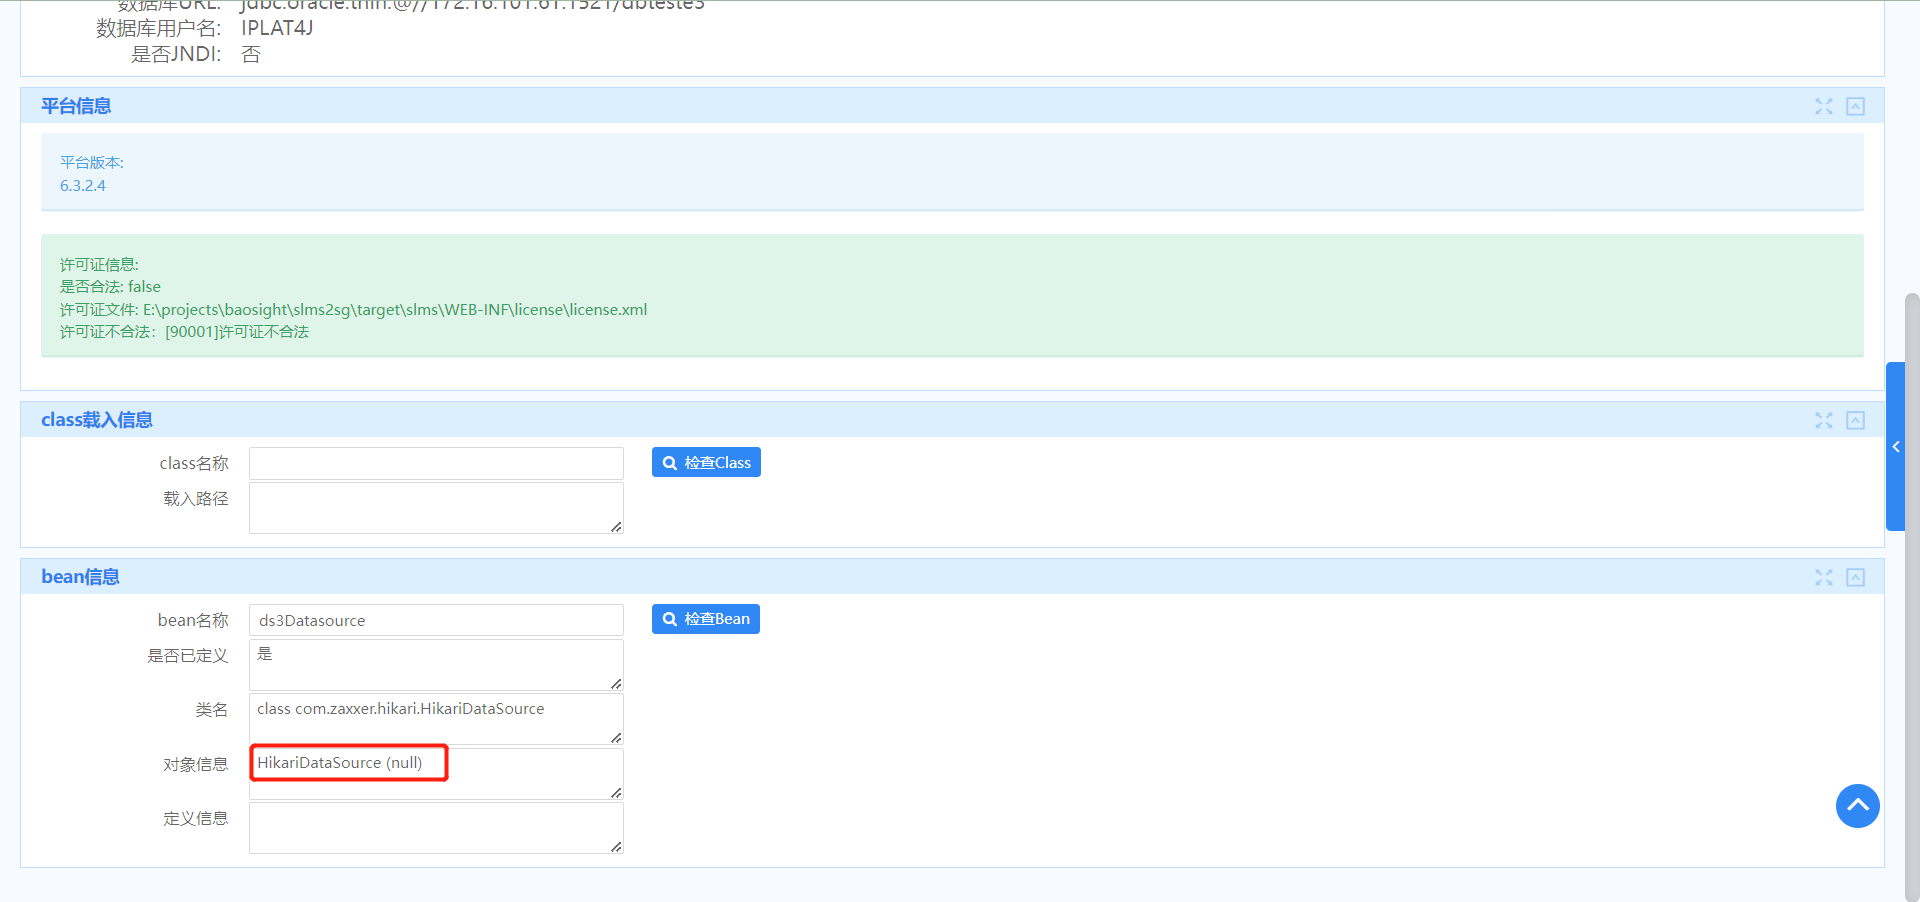 数据库URL: jdbc:oracle:thin:@//172.16.101.61:1521/dbteste3
数据库用户名: IPLAT4J
是否JNDI: 否
平台信息
平台版本:
6.3.2.4
许可证信息:
是否合法: false
许可证文件: E:\projects\baosight\slms2sg\target\slms\WEB-INF\license\license.xml
许可证不合法：[90001]许可证不合法
class载入信息
class名称 检查Class
载入路径
bean信息
bean名称 ds3Datasource 检查Bean
是否已定义 是
类名 class com.zaxxer.hikari.HikariDataSource
对象信息 HikariDataSource (null)
定义信息